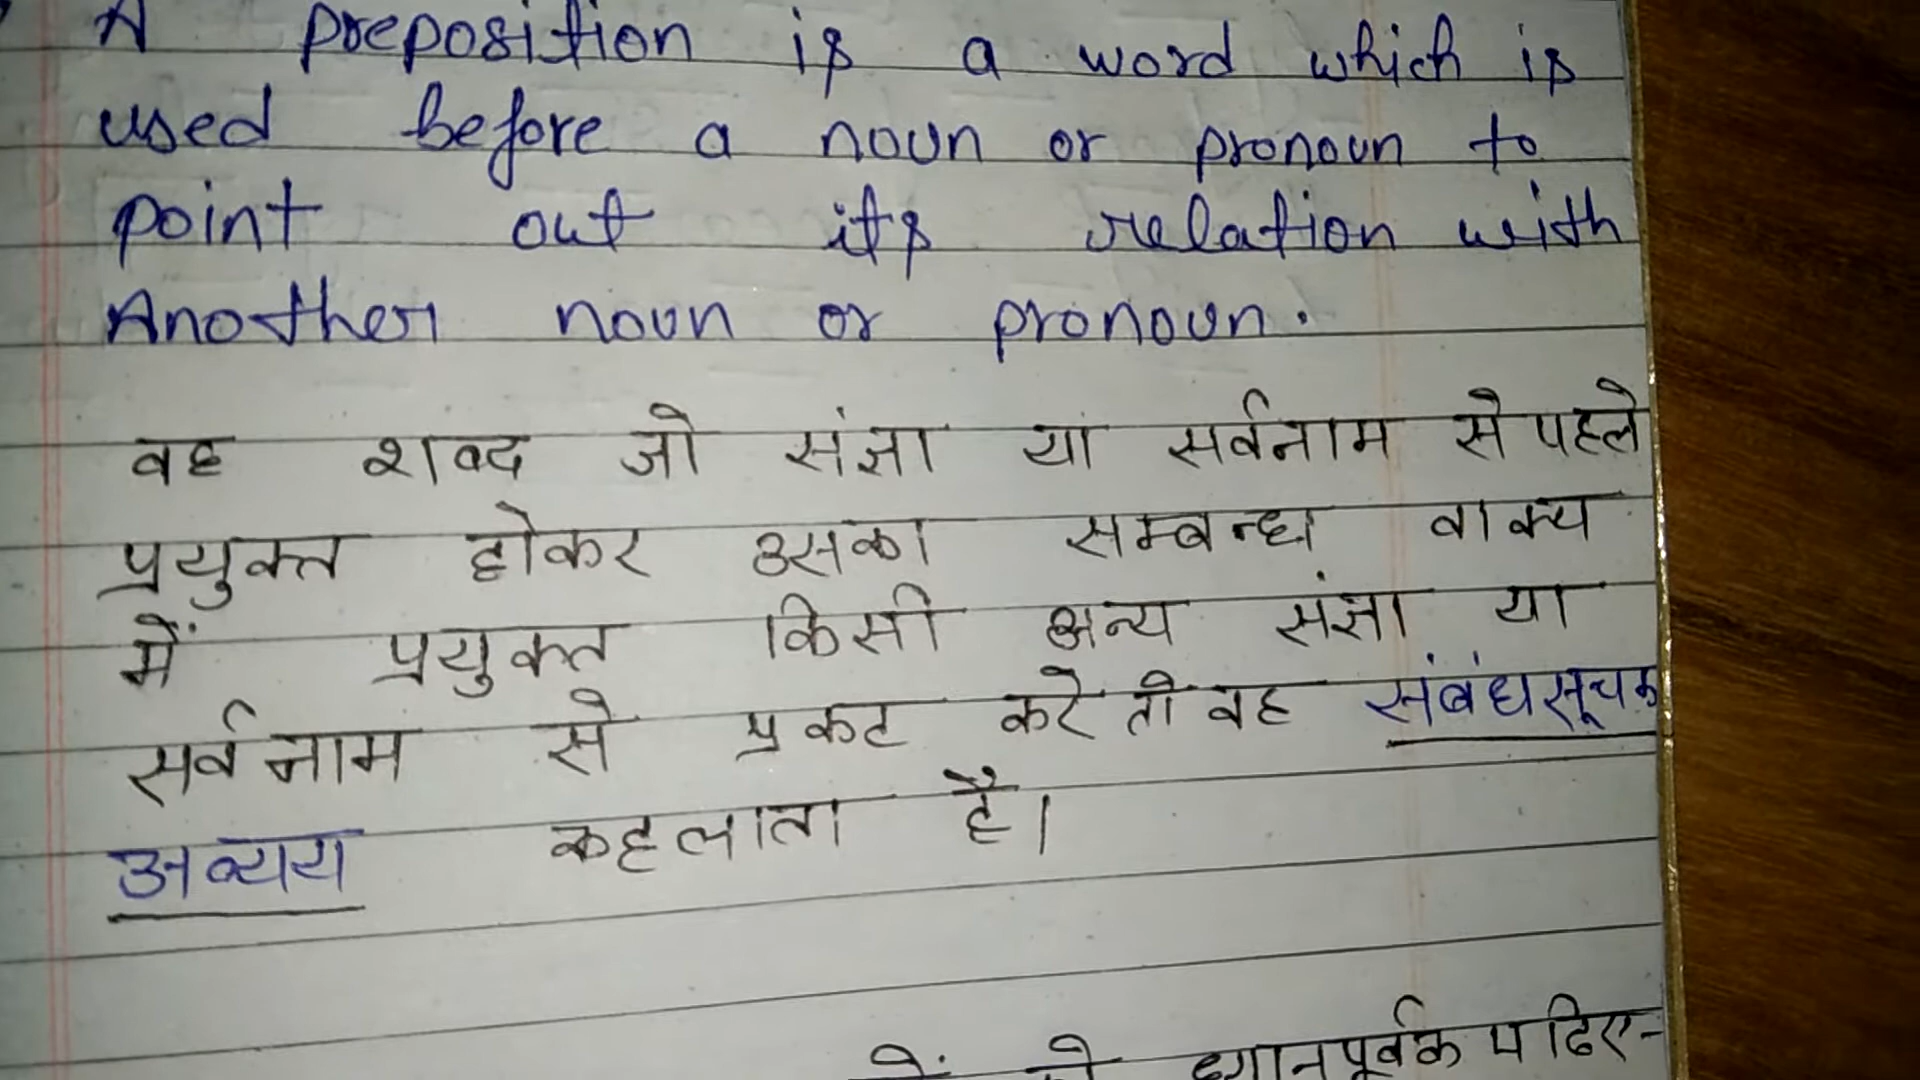 A preposition is a word which is
used before a noun or pronoun to
point out its relation with
Another noun or pronoun.
वह शब्द जो संज्ञा या सर्वनाम से पहले
प्रयुक्त होकर उसका सम्बन्ध वाक्य
में प्रयुक्त किसी अन्य संज्ञा या
सर्वनाम से प्रकट करे तो वह संबंधसूचक
अव्यय कहलाता है।
ध्यानपूर्वक पढिए-